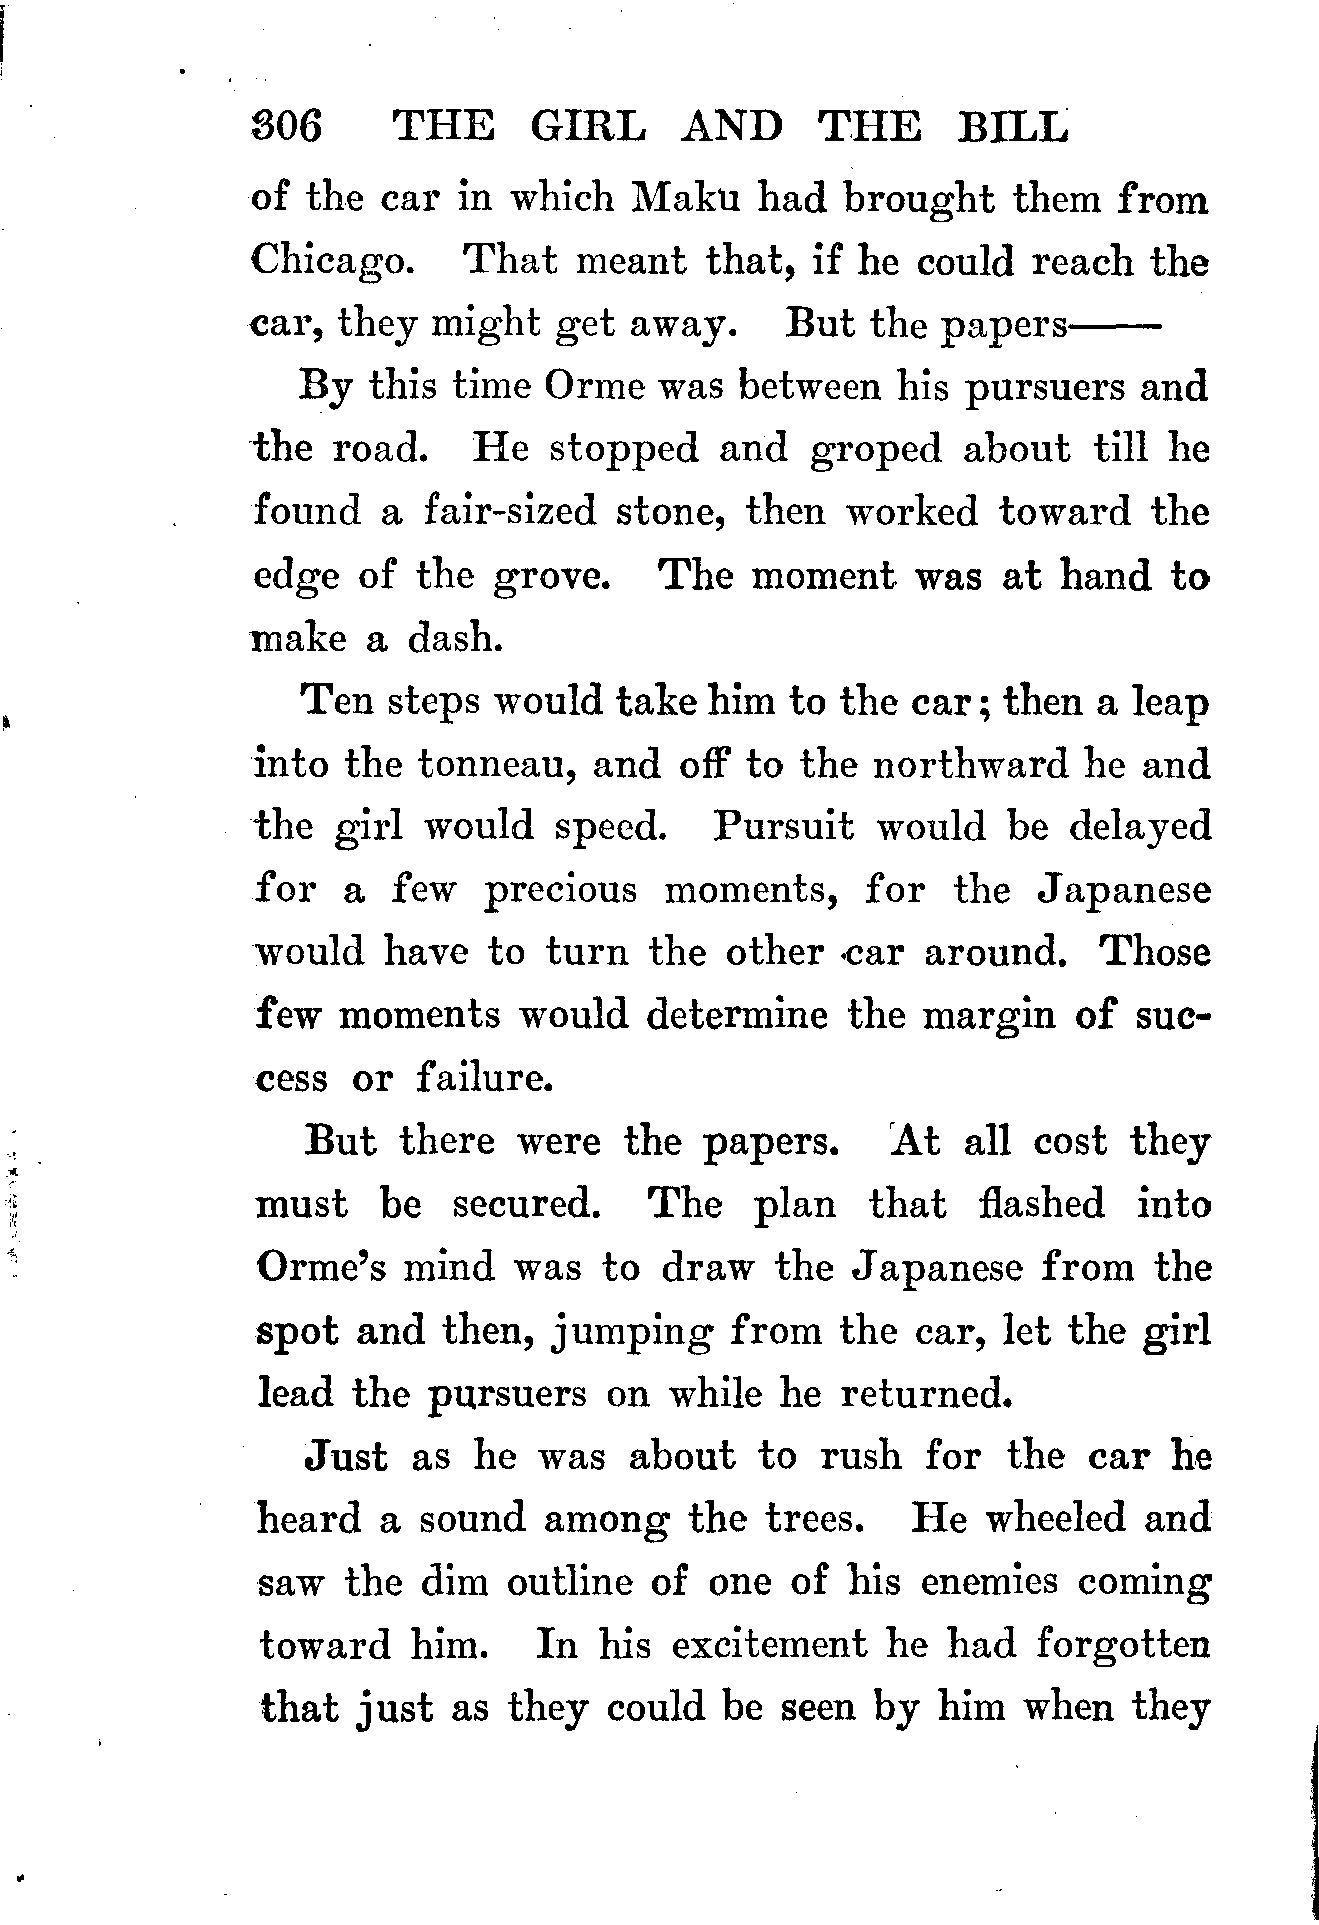 306 THE GIRL AND THE BILL
of the car in which Maku had brought them from
Chicago. That meant that, if he could reach the
car, they might get away. But the papers——
By this time Orme was between his pursuers and
the road. He stopped and groped about till he
found a fair-sized stone, then worked toward the
edge of the grove. The moment was at hand to
make a dash.
Ten steps would take him to the car; then a leap
into the tonneau, and off to the northward he and
the girl would speed. Pursuit would be delayed
for a few precious moments, for the Japanese
would have to turn the other car around. Those
few moments would determine the margin of suc-
cess or failure.
But there were the papers. At all cost they
must be secured. The plan that flashed into
Orme's mind was to draw the Japanese from the
spot and then, jumping from the car, let the girl
lead the pursuers on while he returned.
Just as he was about to rush for the car he
heard a sound among the trees. He wheeled and
saw the dim outline of one of his enemies coming
toward him. In his excitement he had forgotten
that just as they could be seen by him when they